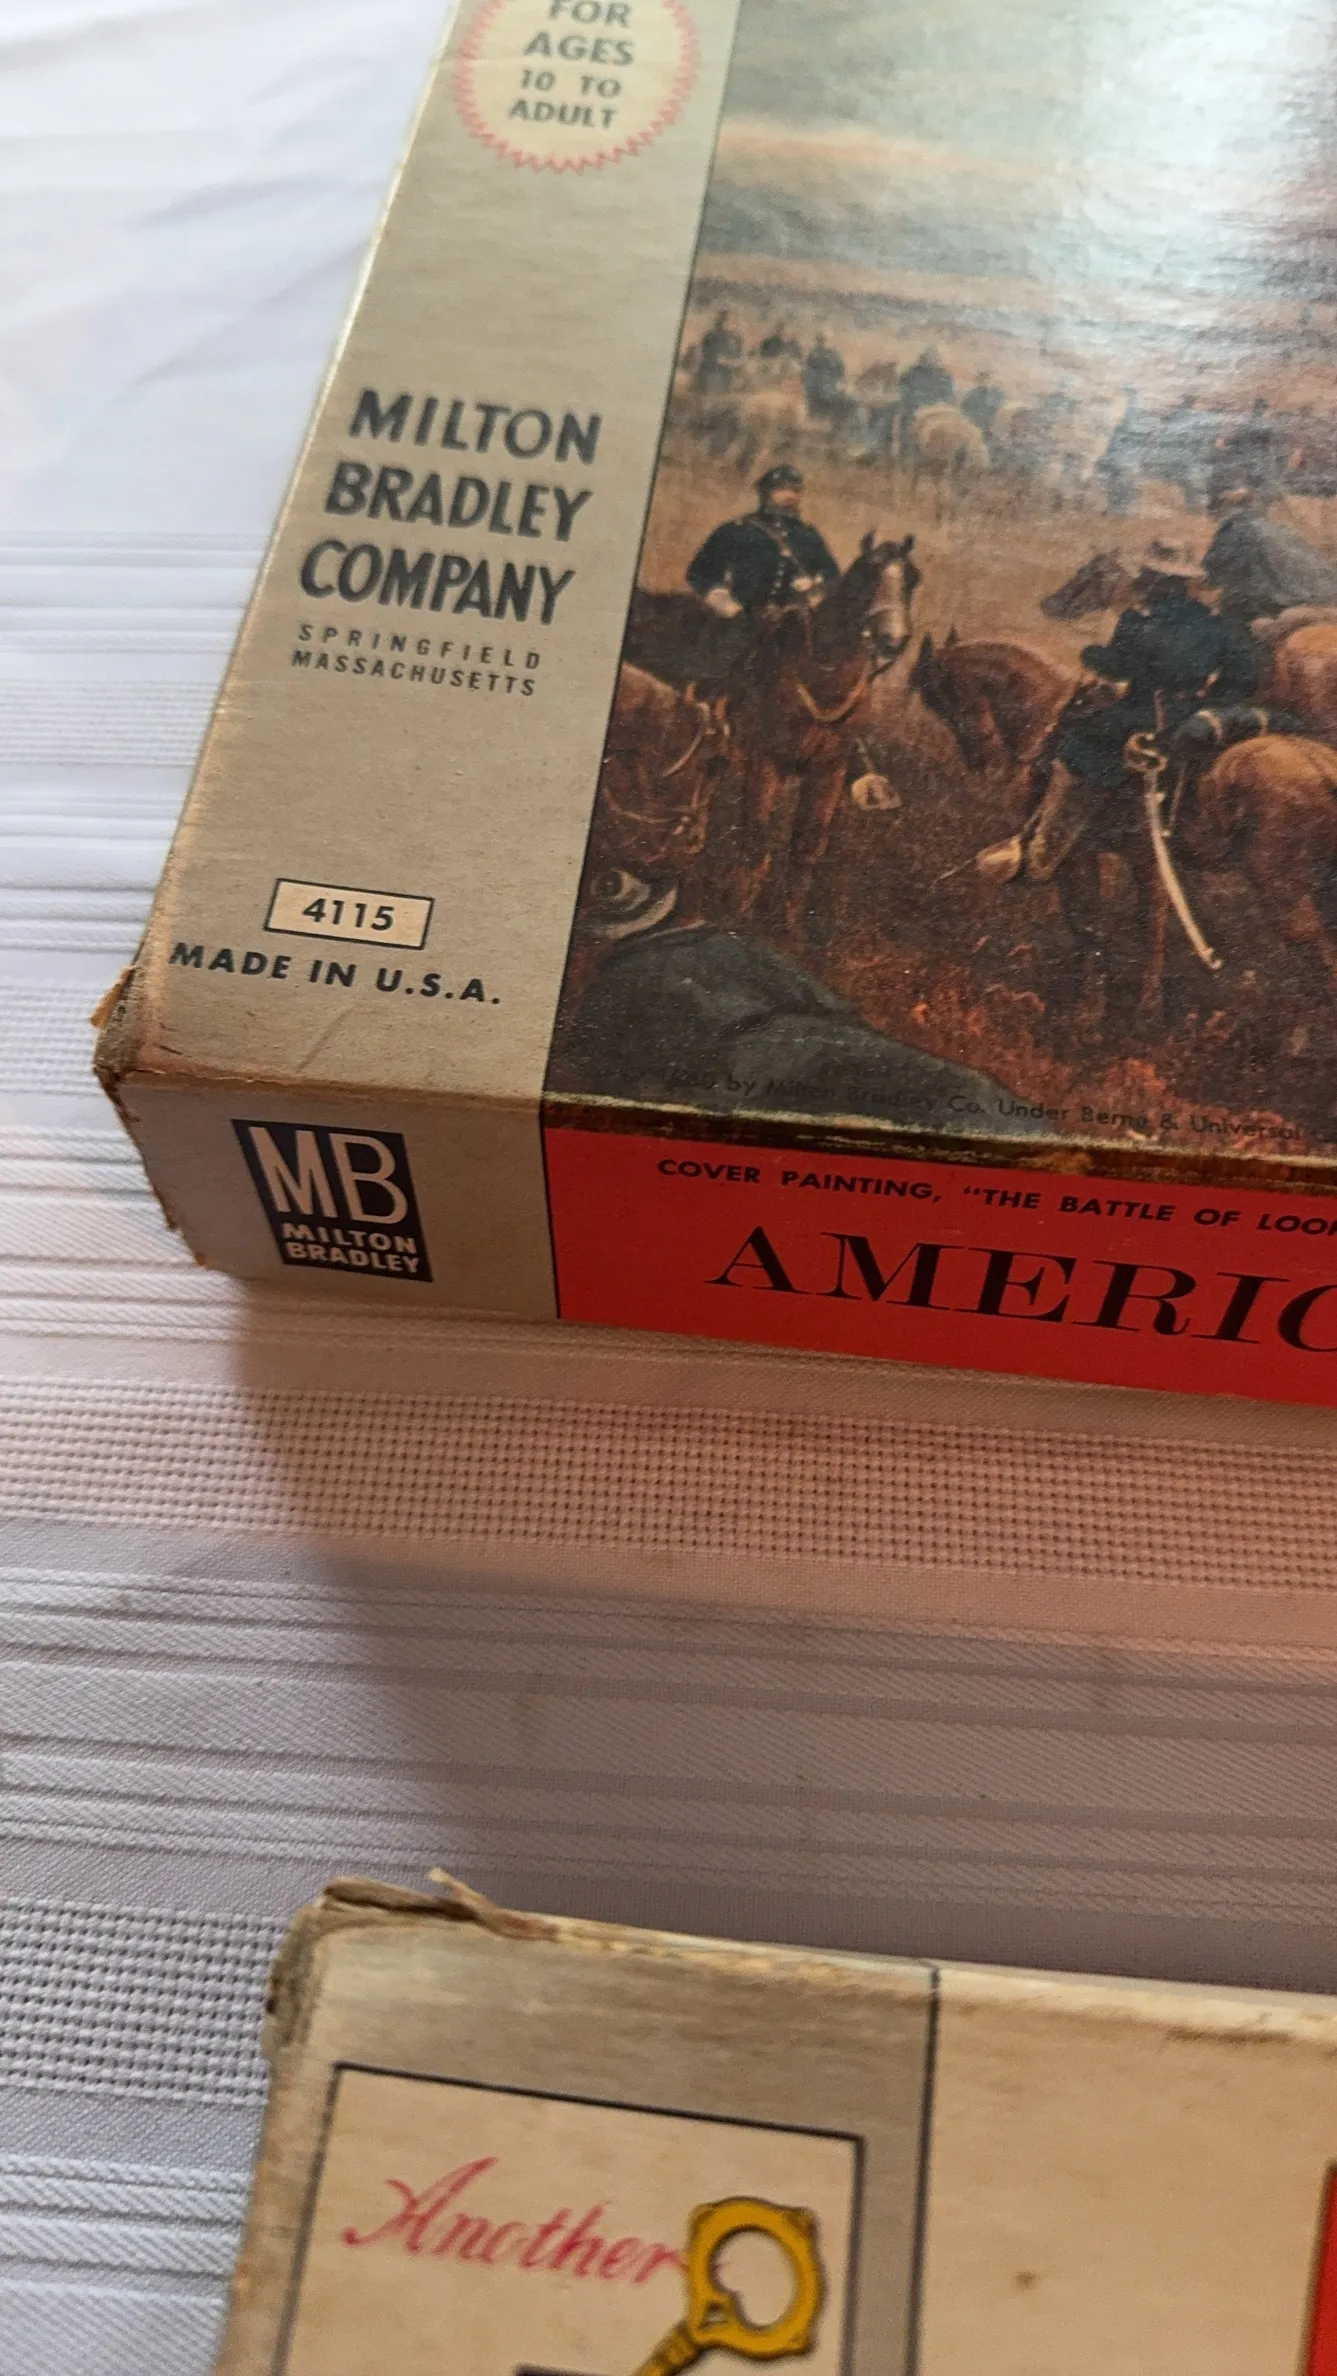 FOR
AGES
10 TO
ADULT
MILTON
BRADLEY
COMPANY
SPRINGFIELD
MASSACHUSETTS
4115
MADE IN U.S.A.
by Milton Bradley Co. Under Berne & Universal
MB
MILTON
BRADLEY
COVER PAINTING, "THE BATTLE OF LOO
AMERIC
Another